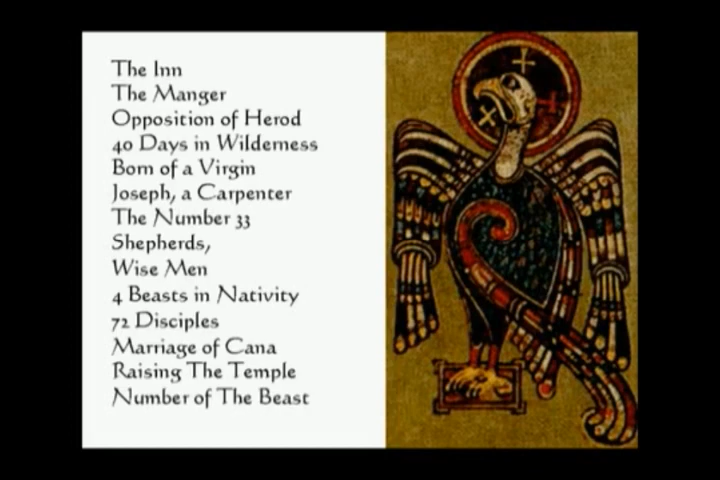 The Inn
The Manger
Opposition of Herod
40 Days in Wilderness
Born of a Virgin
Joseph, a Carpenter
The Number 33
Shepherds,
Wise Men
4 Beasts in Nativity
72 Disciples
Marriage of Cana
Raising The Temple
Number of The Beast